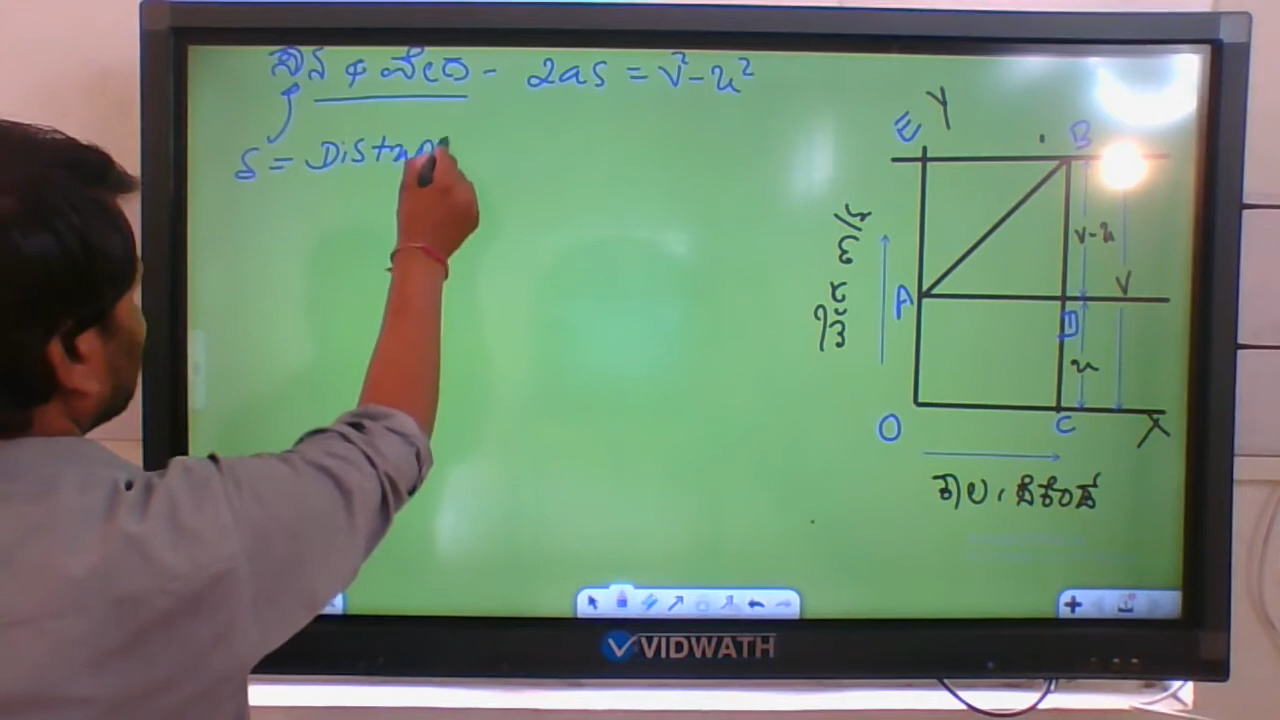 ಸ್ಥಾನ & ವೇಗ - 2as = v² - u²
S = Distan
E Y B
v-u
ವೇಗ m/s
A V
D
u
O C X
ಕಾಲ, ಸೆಕೆಂಡ
VIDWATH